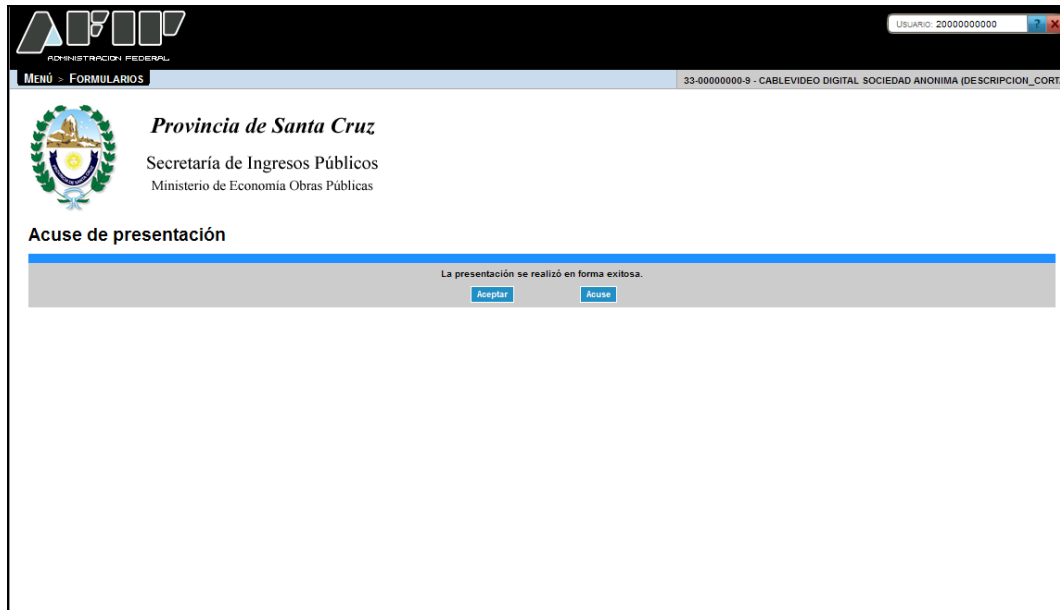 AFIP
ADMINISTRACION FEDERAL
USUARIO: 20000000000
?
X
MENÚ > FORMULARIOS
33-00000000-9 - CABLEVIDEO DIGITAL SOCIEDAD ANONIMA (DESCRIPCION_CORT
Provincia de Santa Cruz
Secretaría de Ingresos Públicos
Ministerio de Economía Obras Públicas
Acuse de presentación
La presentación se realizó en forma exitosa.
Aceptar
Acuse